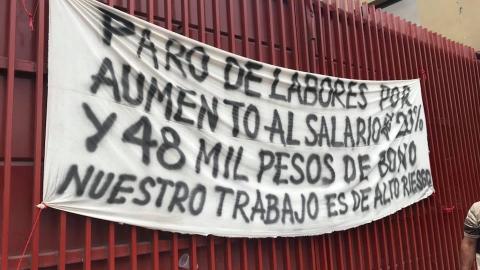 PARO DE LABORES POR
AUMENTO AL SALARIO 23%
Y 48 MIL PESOS DE BONO
NUESTRO TRABAJO ES DE ALTO RIESGO